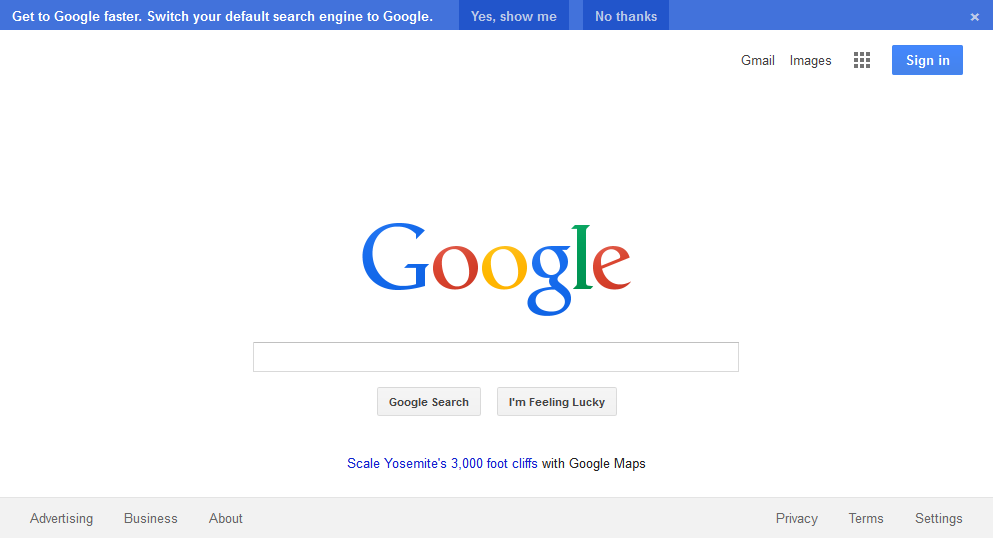 Get to Google faster. Switch your default search engine to Google. Yes, show me No thanks ×
Gmail Images Sign in
Google
Google Search I'm Feeling Lucky
Scale Yosemite's 3,000 foot cliffs with Google Maps
Advertising Business About Privacy Terms Settings